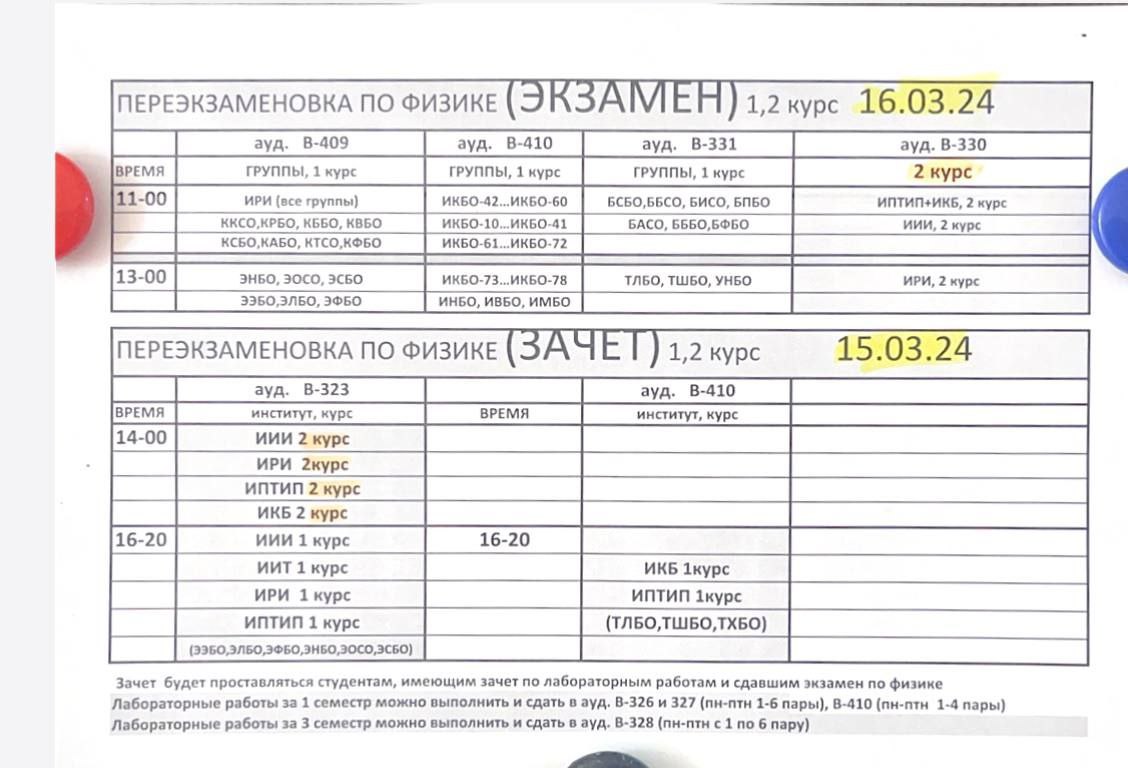 ПЕРЕЭКЗАМЕНОВКА ПО ФИЗИКЕ (ЭКЗАМЕН) 1,2 курс 16.03.24
ауд. В-409 ауд. В-410 ауд. В-331 ауд. В-330
ВРЕМЯ ГРУППЫ, 1 курс ГРУППЫ, 1 курс ГРУППЫ, 1 курс 2 курс
11-00 ИРИ (все группы) ИКБО-42...ИКБО-60 БСБО,ББСО, БИСО, БПБО ИПТИП+ИКБ, 2 курс
ККСО,КРБО, КББО, КВБО ИКБО-10...ИКБО-41 БАСО, БББО,БФБО ИИИ, 2 курс
КСБО,КАБО, КТСО,КФБО ИКБО-61...ИКБО-72
13-00 ЭНБО, ЭОСО, ЭСБО ИКБО-73...ИКБО-78 ТЛБО, ТШБО, УНБО ИРИ, 2 курс
ЭЭБО,ЭЛБО, ЭФБО ИНБО, ИВБО, ИМБО
ПЕРЕЭКЗАМЕНОВКА ПО ФИЗИКЕ (ЗАЧЕТ) 1,2 курс 15.03.24
ауд. В-323 ауд. В-410
ВРЕМЯ институт, курс ВРЕМЯ институт, курс
14-00 ИИИ 2 курс
ИРИ 2курс
ИПТИП 2 курс
ИКБ 2 курс
16-20 ИИИ 1 курс 16-20
ИИТ 1 курс ИКБ 1курс
ИРИ 1 курс ИПТИП 1курс
ИПТИП 1 курс (ТЛБО,ТШБО,ТХБО)
(ЭЭБО,ЭЛБО,ЭФБО,ЭНБО,ЭОСО,ЭСБО)
Зачет будет проставляться студентам, имеющим зачет по лабораторным работам и сдавшим экзамен по физике
Лабораторные работы за 1 семестр можно выполнить и сдать в ауд. В-326 и 327 (пн-птн 1-6 пары), В-410 (пн-птн 1-4 пары)
Лабораторные работы за 3 семестр можно выполнить и сдать в ауд. В-328 (пн-птн с 1 по 6 пару)